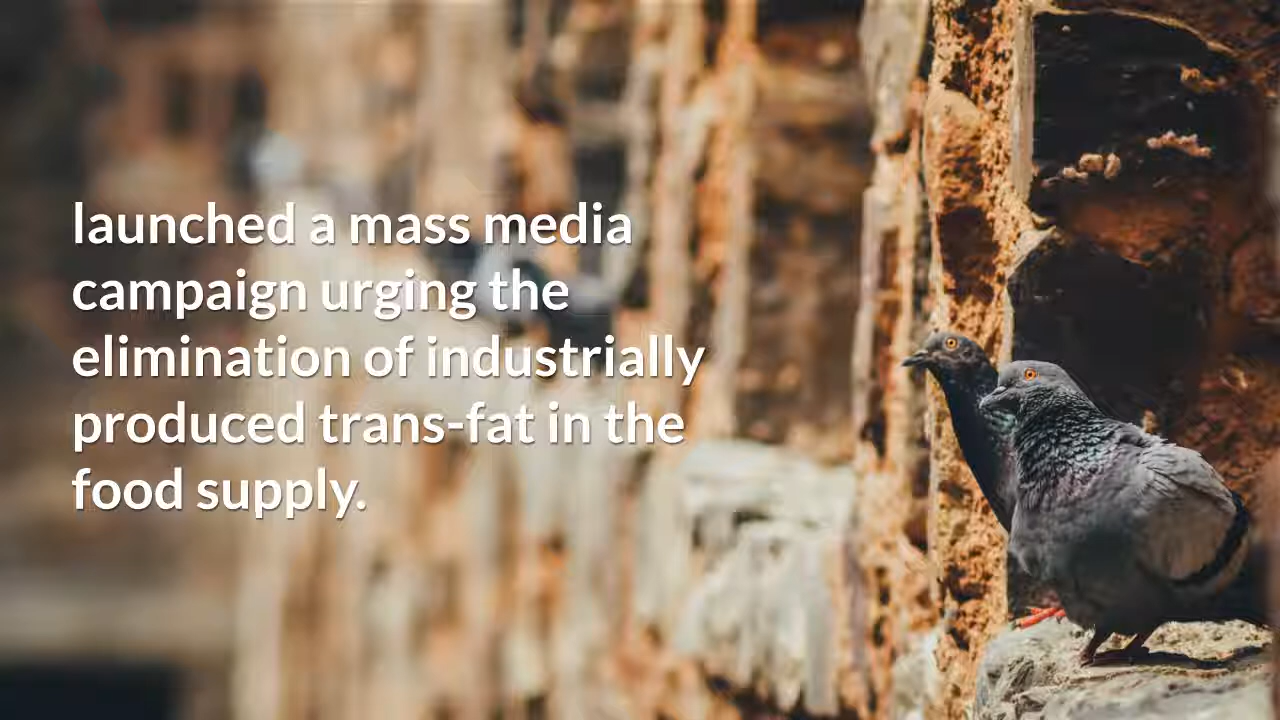 launched a mass media
campaign urging the
elimination of industrially
produced trans-fat in the
food supply.